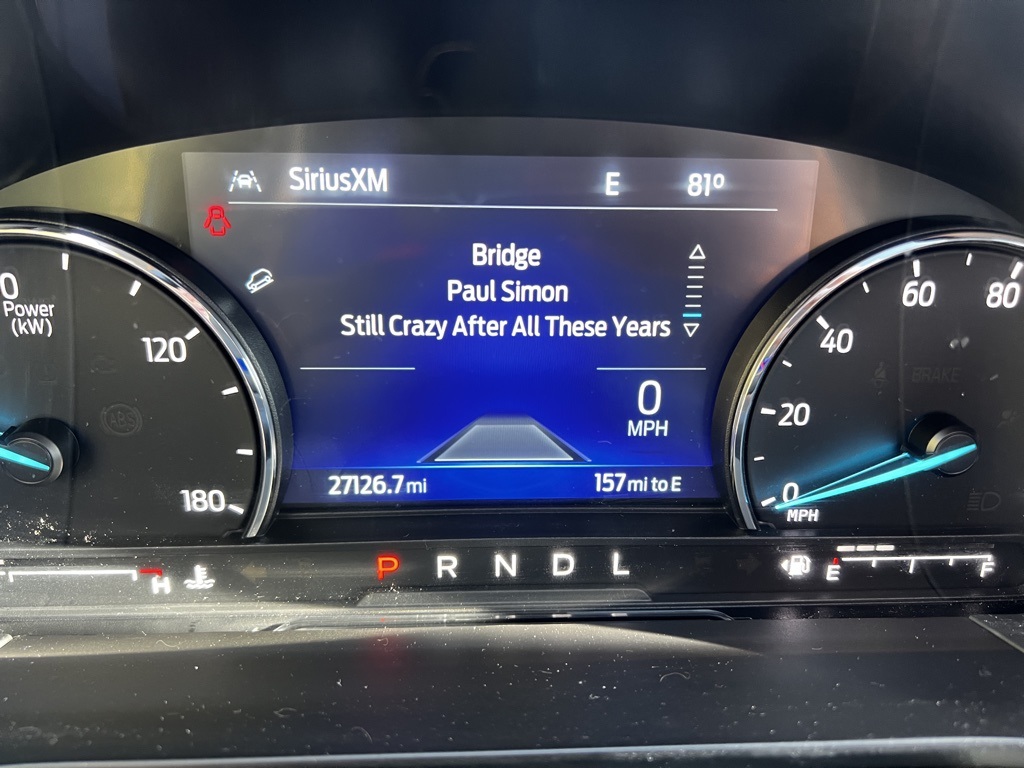 SiriusXM E 81°
Bridge
Paul Simon
Still Crazy After All These Years
0
MPH
27126.7 mi 157 mi to E
0
Power
(kW)
120
180
ABS
0
20
40
60
80
MPH
BRAKE
H
P R N D L
E F